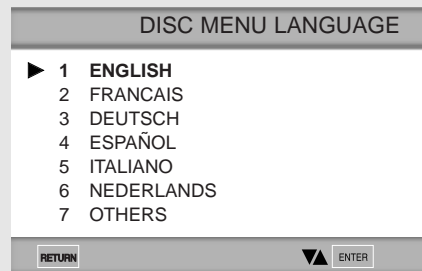 DISC MENU LANGUAGE
1 ENGLISH
2 FRANCAIS
3 DEUTSCH
4 ESPAÑOL
5 ITALIANO
6 NEDERLANDS
7 OTHERS
RETURN ENTER